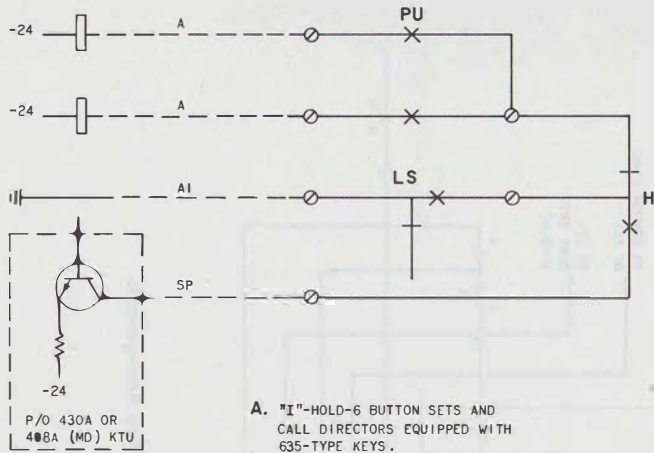 -24
A
PU
-24
A
A1
LS
H
SP
-24
P/O 430A OR
408A (MD) KTU
A. "I"-HOLD-6 BUTTON SETS AND
CALL DIRECTORS EQUIPPED WITH
635-TYPE KEYS.